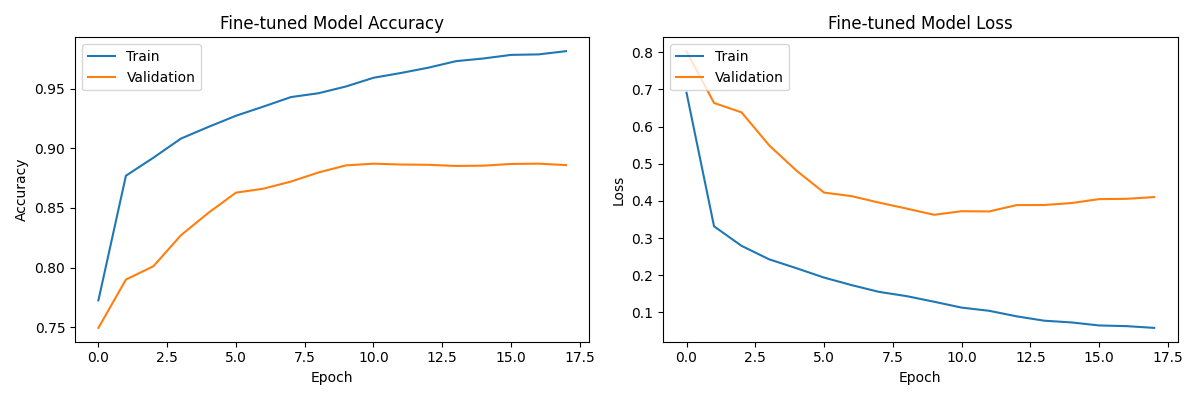 Fine-tuned Model Accuracy
Train
Validation
0.95
0.90
0.85
0.80
0.75
Accuracy
0.0 2.5 5.0 7.5 10.0 12.5 15.0 17.5
Epoch
Fine-tuned Model Loss
Train
Validation
0.8
0.7
0.6
0.5
0.4
0.3
0.2
0.1
Loss
0.0 2.5 5.0 7.5 10.0 12.5 15.0 17.5
Epoch